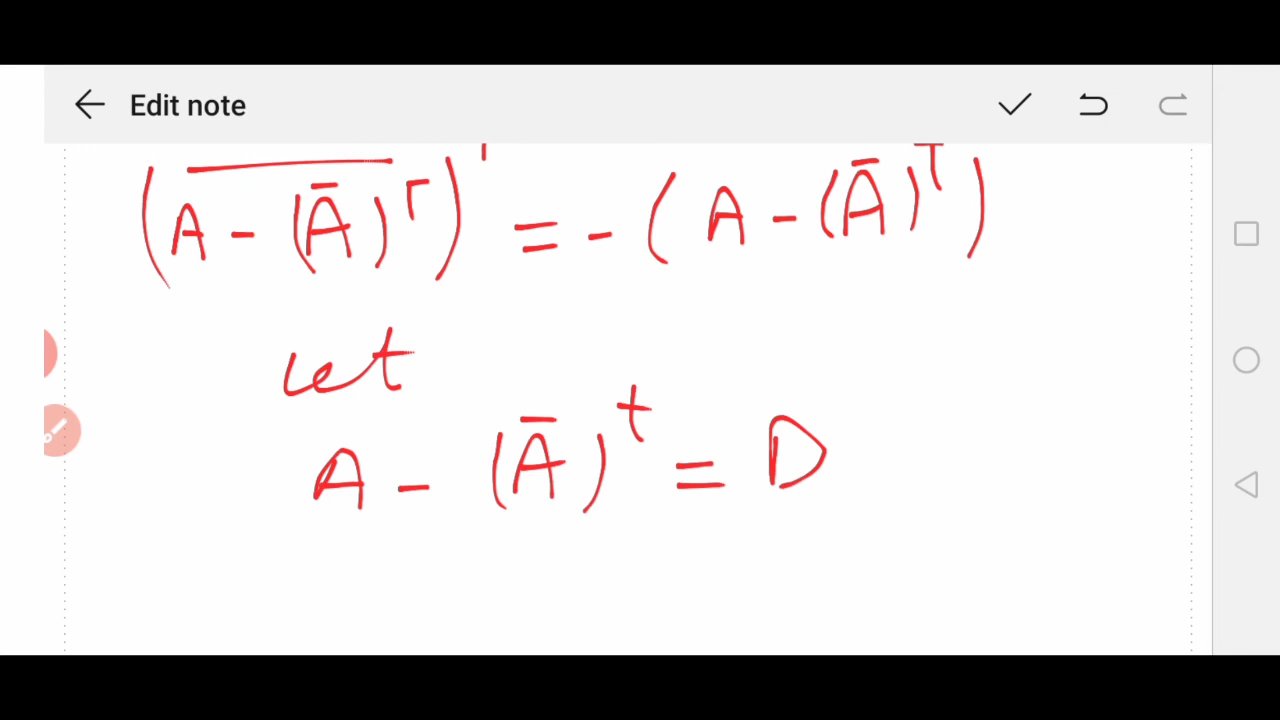 Edit note
(A - (Ā)ᵀ)ᵀ = - (A - (Ā)ᵀ)
let
A - (Ā)ᵗ = D